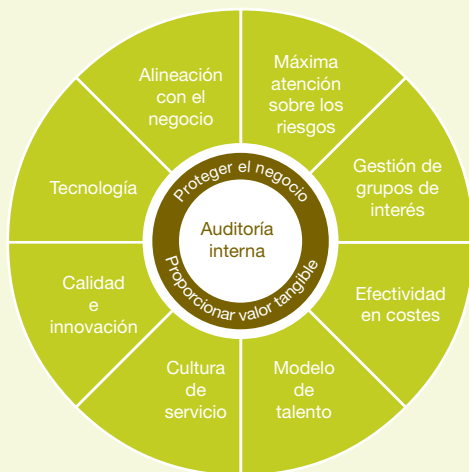 Alineación
con el
negocio
Máxima
atención
sobre los
riesgos
Gestión de
grupos de
interés
Efectividad
en costes
Modelo
de
talento
Cultura
de
servicio
Calidad
e
innovación
Tecnología
Proteger el negocio
Auditoría
interna
Proporcionar valor tangible